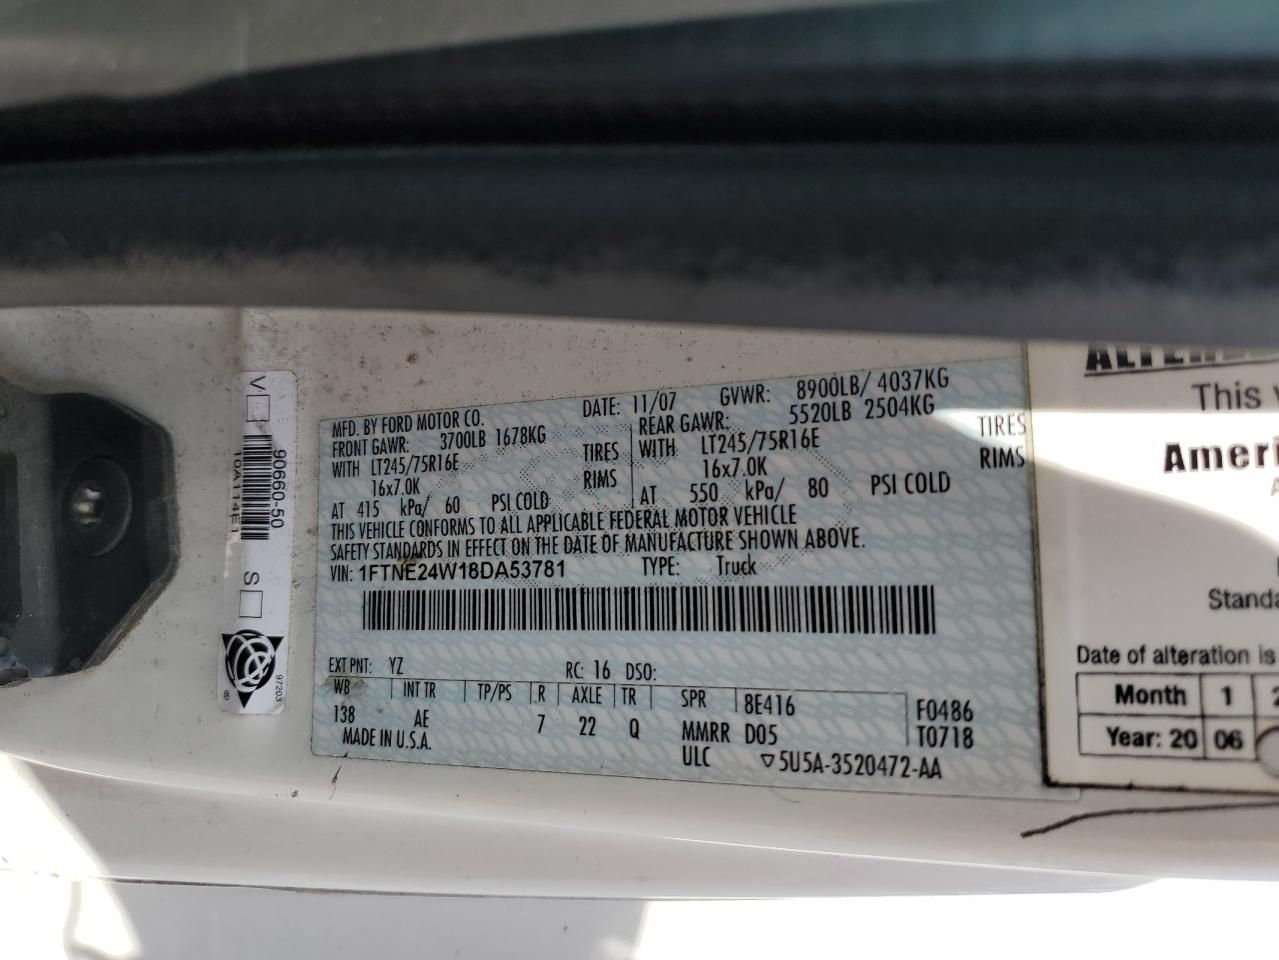 MFD. BY FORD MOTOR CO.
DATE: 11/07 GVWR: 8900LB/ 4037KG
FRONT GAWR: 3700LB 1678KG
REAR GAWR: 5520LB 2504KG
WITH LT245/75R16E TIRES
WITH LT245/75R16E TIRES
16x7.0K RIMS
16x7.0K RIMS
AT 415 kPa/ 60 PSI COLD
AT 550 kPa/ 80 PSI COLD
THIS VEHICLE CONFORMS TO ALL APPLICABLE FEDERAL MOTOR VEHICLE
SAFETY STANDARDS IN EFFECT ON THE DATE OF MANUFACTURE SHOWN ABOVE.
VIN: 1FTNE24W18DA53781 TYPE: Truck
EXT PNT: YZ RC: 16 DSO:
WB INT TR TP/PS R AXLE TR SPR 8E416 F0486
138 AE 7 22 Q MMRR D05 T0718
MADE IN U.S.A. ULC ▽5U5A-3520472-AA
V
90660-50
10A114E1
S
®
97203
This
Ameri
Standa
Date of alteration is
Month 1 2
Year: 20 06